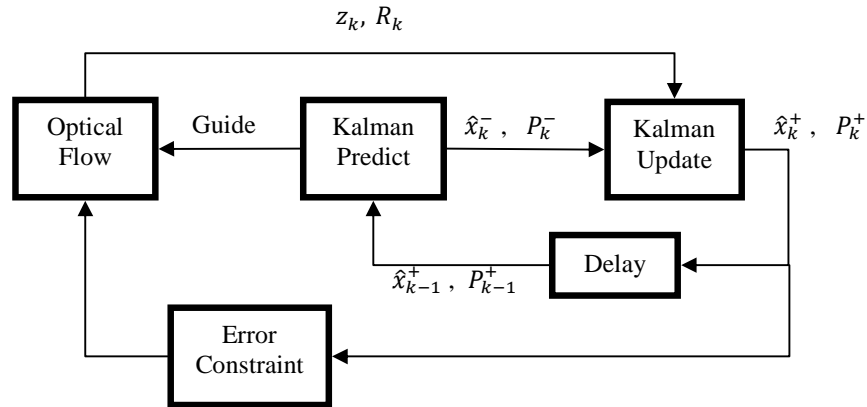 z_k, R_k
Optical
Flow
Guide
Kalman
Predict
x̂_k^- , P_k^-
Kalman
Update
x̂_k^+ , P_k^+
x̂_{k-1}^+ , P_{k-1}^+
Delay
Error
Constraint